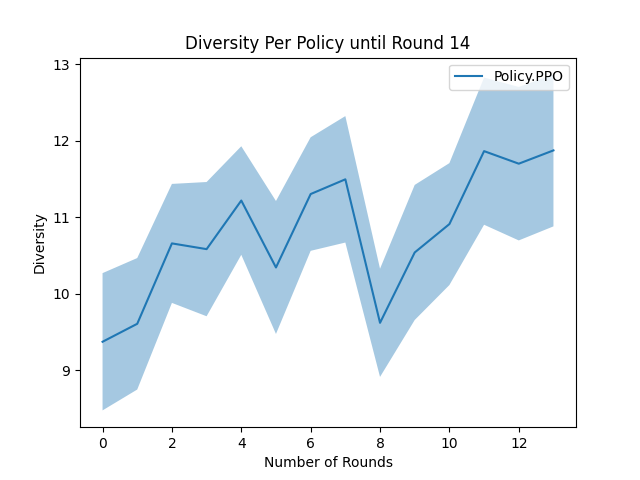 Diversity Per Policy until Round 14
Policy.PPO
13
12
11
10
9
Diversity
0 2 4 6 8 10 12
Number of Rounds